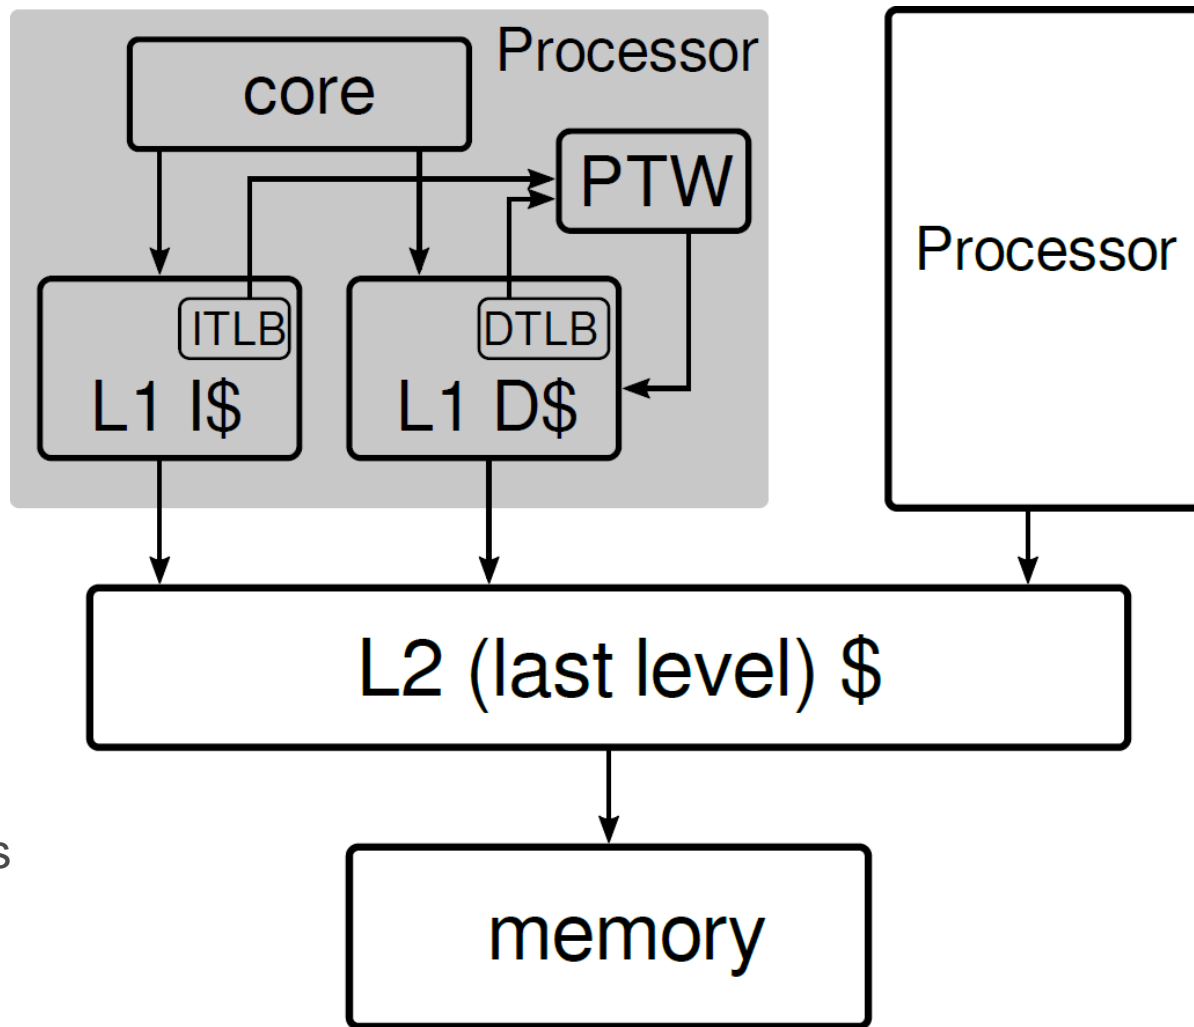 Processor
core
PTW
ITLB
L1 I$
DTLB
L1 D$
Processor
L2 (last level) $
s
memory